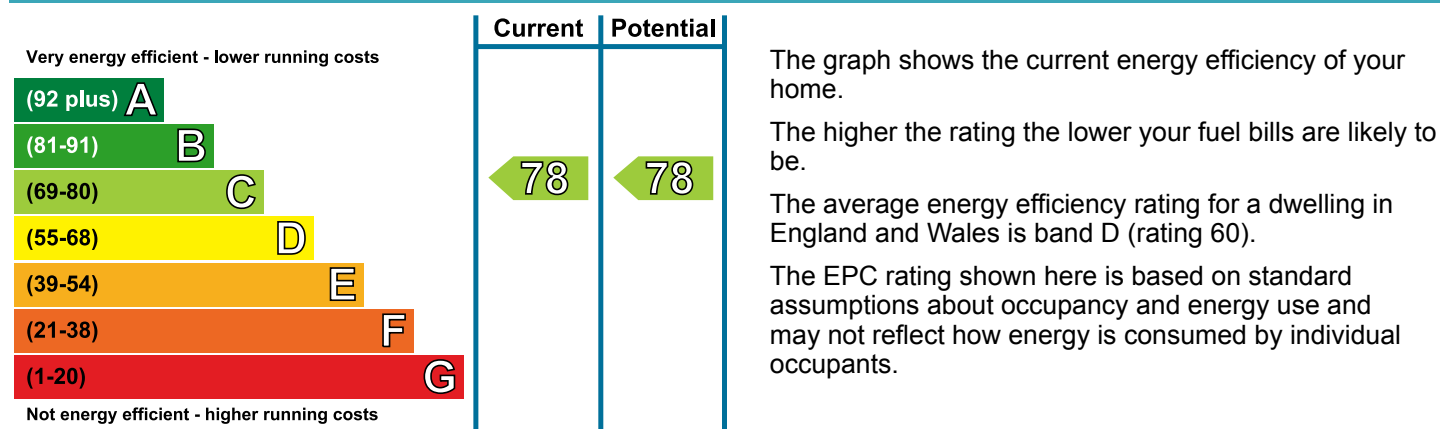 Current Potential
Very energy efficient - lower running costs
(92 plus) A
(81-91) B
(69-80) C
(55-68) D
(39-54) E
(21-38) F
(1-20) G
Not energy efficient - higher running costs
78 78
The graph shows the current energy efficiency of your
home.
The higher the rating the lower your fuel bills are likely to
be.
The average energy efficiency rating for a dwelling in
England and Wales is band D (rating 60).
The EPC rating shown here is based on standard
assumptions about occupancy and energy use and
may not reflect how energy is consumed by individual
occupants.